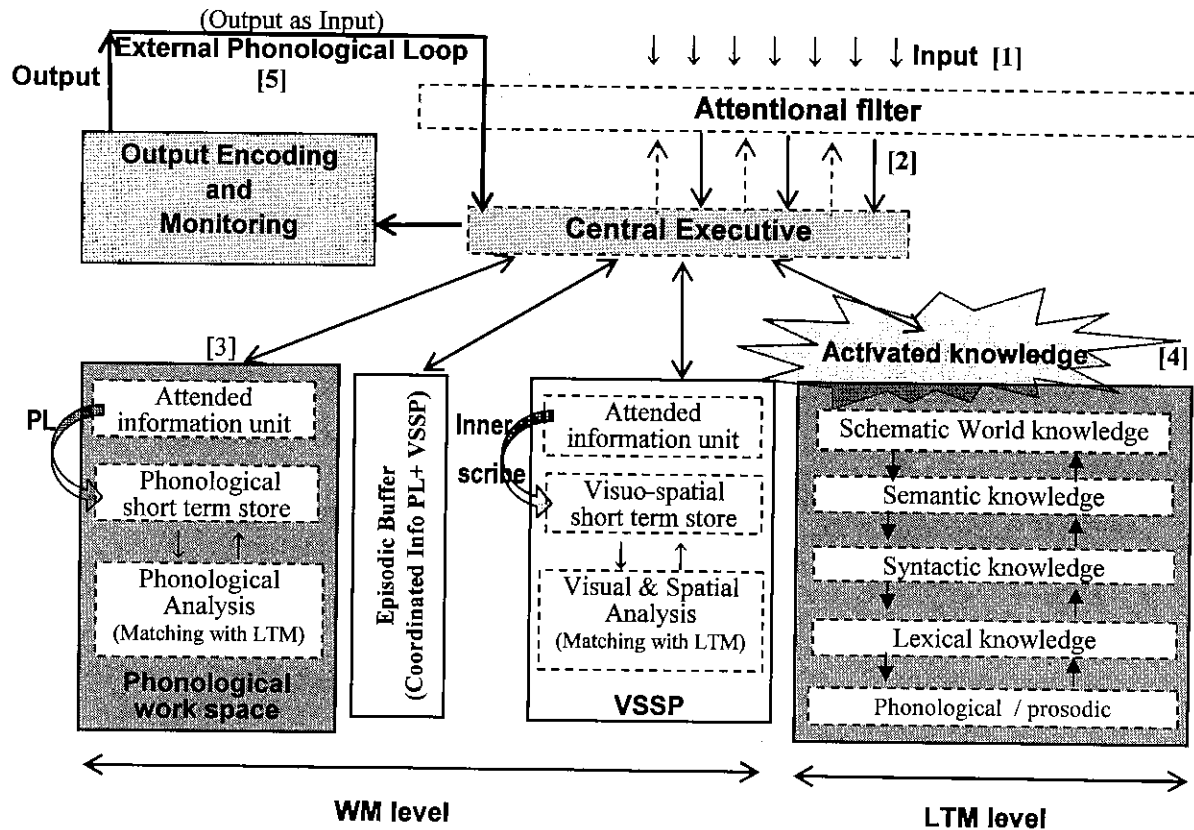 (Output as Input)
External Phonological Loop
[5]
Output
Input [1]
Attentional filter
[2]
Output Encoding
and
Monitoring
Central Executive
[3]
Activated knowledge
[4]
PL
Attended
information unit
Phonological
short term store
Phonological
Analysis
(Matching with LTM)
Phonological
work space
Episodic Buffer
(Coordinated Info PL+ VSSP)
Inner
scribe
Attended
information unit
Visuo-spatial
short term store
Visual & Spatial
Analysis
(Matching with LTM)
VSSP
Schematic World knowledge
Semantic knowledge
Syntactic knowledge
Lexical knowledge
Phonological / prosodic
WM level
LTM level